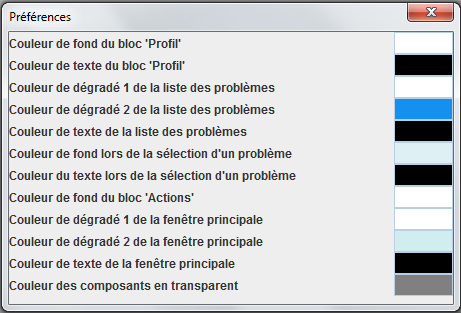 Préférences
Couleur de fond du bloc 'Profil'
Couleur de texte du bloc 'Profil'
Couleur de dégradé 1 de la liste des problèmes
Couleur de dégradé 2 de la liste des problèmes
Couleur de texte de la liste des problèmes
Couleur de fond lors de la sélection d'un problème
Couleur du texte lors de la sélection d'un problème
Couleur de fond du bloc 'Actions'
Couleur de dégradé 1 de la fenêtre principale
Couleur de dégradé 2 de la fenêtre principale
Couleur de texte de la fenêtre principale
Couleur des composants en transparent